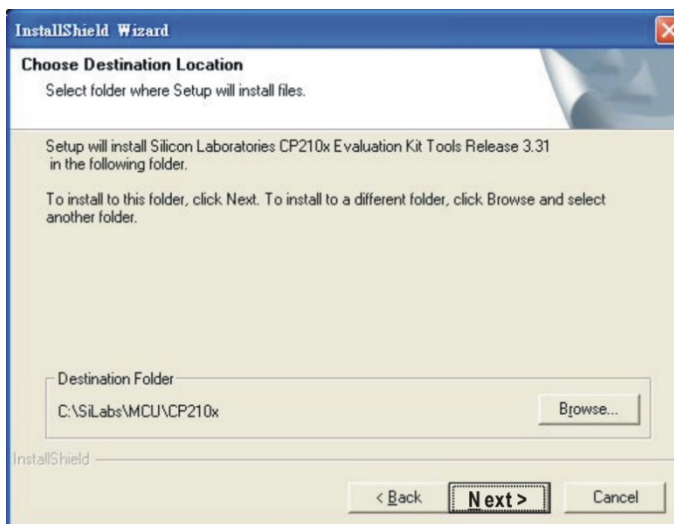 InstallShield Wizard
Choose Destination Location
Select folder where Setup will install files.
Setup will install Silicon Laboratories CP210x Evaluation Kit Tools Release 3.31
in the following folder.
To install to this folder, click Next. To install to a different folder, click Browse and select
another folder.
Destination Folder
C:\SiLabs\MCU\CP210x
Browse...
InstallShield
< Back
Next >
Cancel